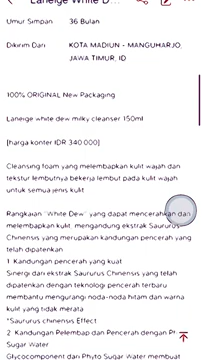 Laneige White D...
Umur Simpan 36 Bulan
Dikirim Dari KOTA MADIUN - MANGUHARJO,
JAWA TIMUR, ID
100% ORIGINAL New Packaging
Laneige white dew milky cleanser 150ml
[harga konter IDR 340.000]
Cleansing foam yang melembapkan kulit wajah dan
tekstur lembutnya bekerja lembut pada kulit wajah
untuk semua jenis kulit
Rangkaian "White Dew" yang dapat mencerahkan dan
melembapkan kulit, mengandung ekstrak Saururus
Chinensis yang merupakan kandungan pencerah yang
telah dipatenkan
1. Kandungan pencerah yang kuat
Sinergi dari ekstrak Saururus Chinensis yang telah
dipatenkan dengan teknologi pencerah terbaru
membantu mengurangi noda-noda hitam dan warna
kulit yang tidak merata
*Saururus chinensis Effect
2. Kandungan Pelembap dan Pencerah dengan
Sugar Water
Glycocomponent dari Phyto Sugar Water membuat